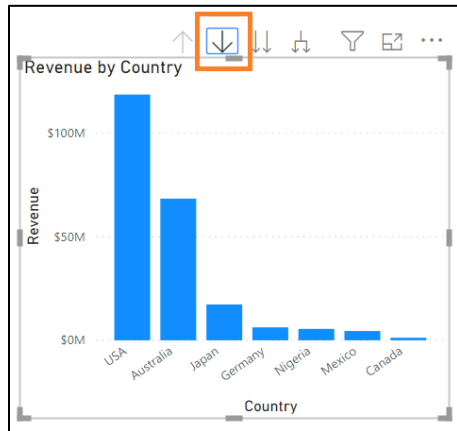 Revenue by Country
$100M
$50M
$0M
Revenue
USA
Australia
Japan
Germany
Nigeria
Mexico
Canada
Country